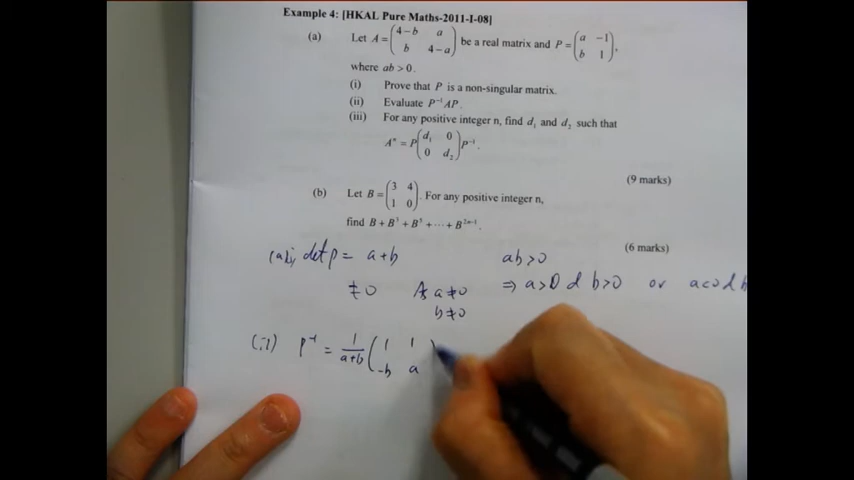 Example 4: [HKAL Pure Maths-2011-I-08]
(a) Let A = (4−b a; b 4−a) be a real matrix and P = (a −1; b 1),
where ab > 0.
(i) Prove that P is a non-singular matrix.
(ii) Evaluate P⁻¹AP.
(iii) For any positive integer n, find d₁ and d₂ such that
Aⁿ = P(d₁ 0; 0 d₂)P⁻¹.
(9 marks)
(b) Let B = (3 4; 1 0). For any positive integer n,
find B + B³ + B⁵ + ⋯ + B²ⁿ⁻¹.
(6 marks)
det P = a+b
≠0 As a≠0
b≠0
ab>0
⇒ a>0 & b>0 or a<0 & b
(ii) P⁻¹ = 1/(a+b) (1 1; -b a)